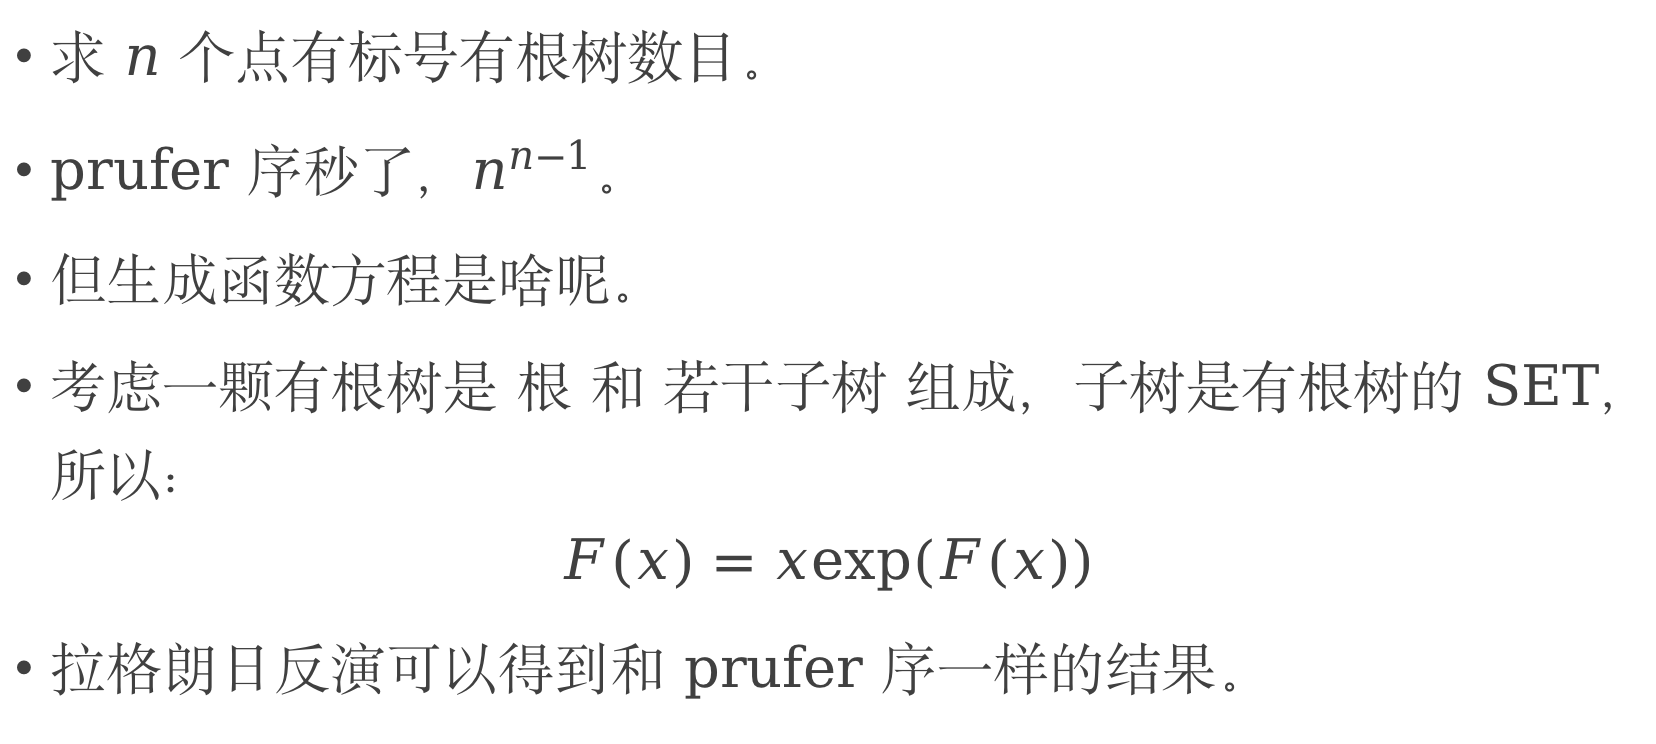 • 求 n 个点有标号有根树数目。
• prufer 序秒了，n^{n−1}。
• 但生成函数方程是啥呢。
• 考虑一颗有根树是 根 和 若干子树 组成，子树是有根树的 SET，
所以：
F(x) = xexp(F(x))
• 拉格朗日反演可以得到和 prufer 序一样的结果。